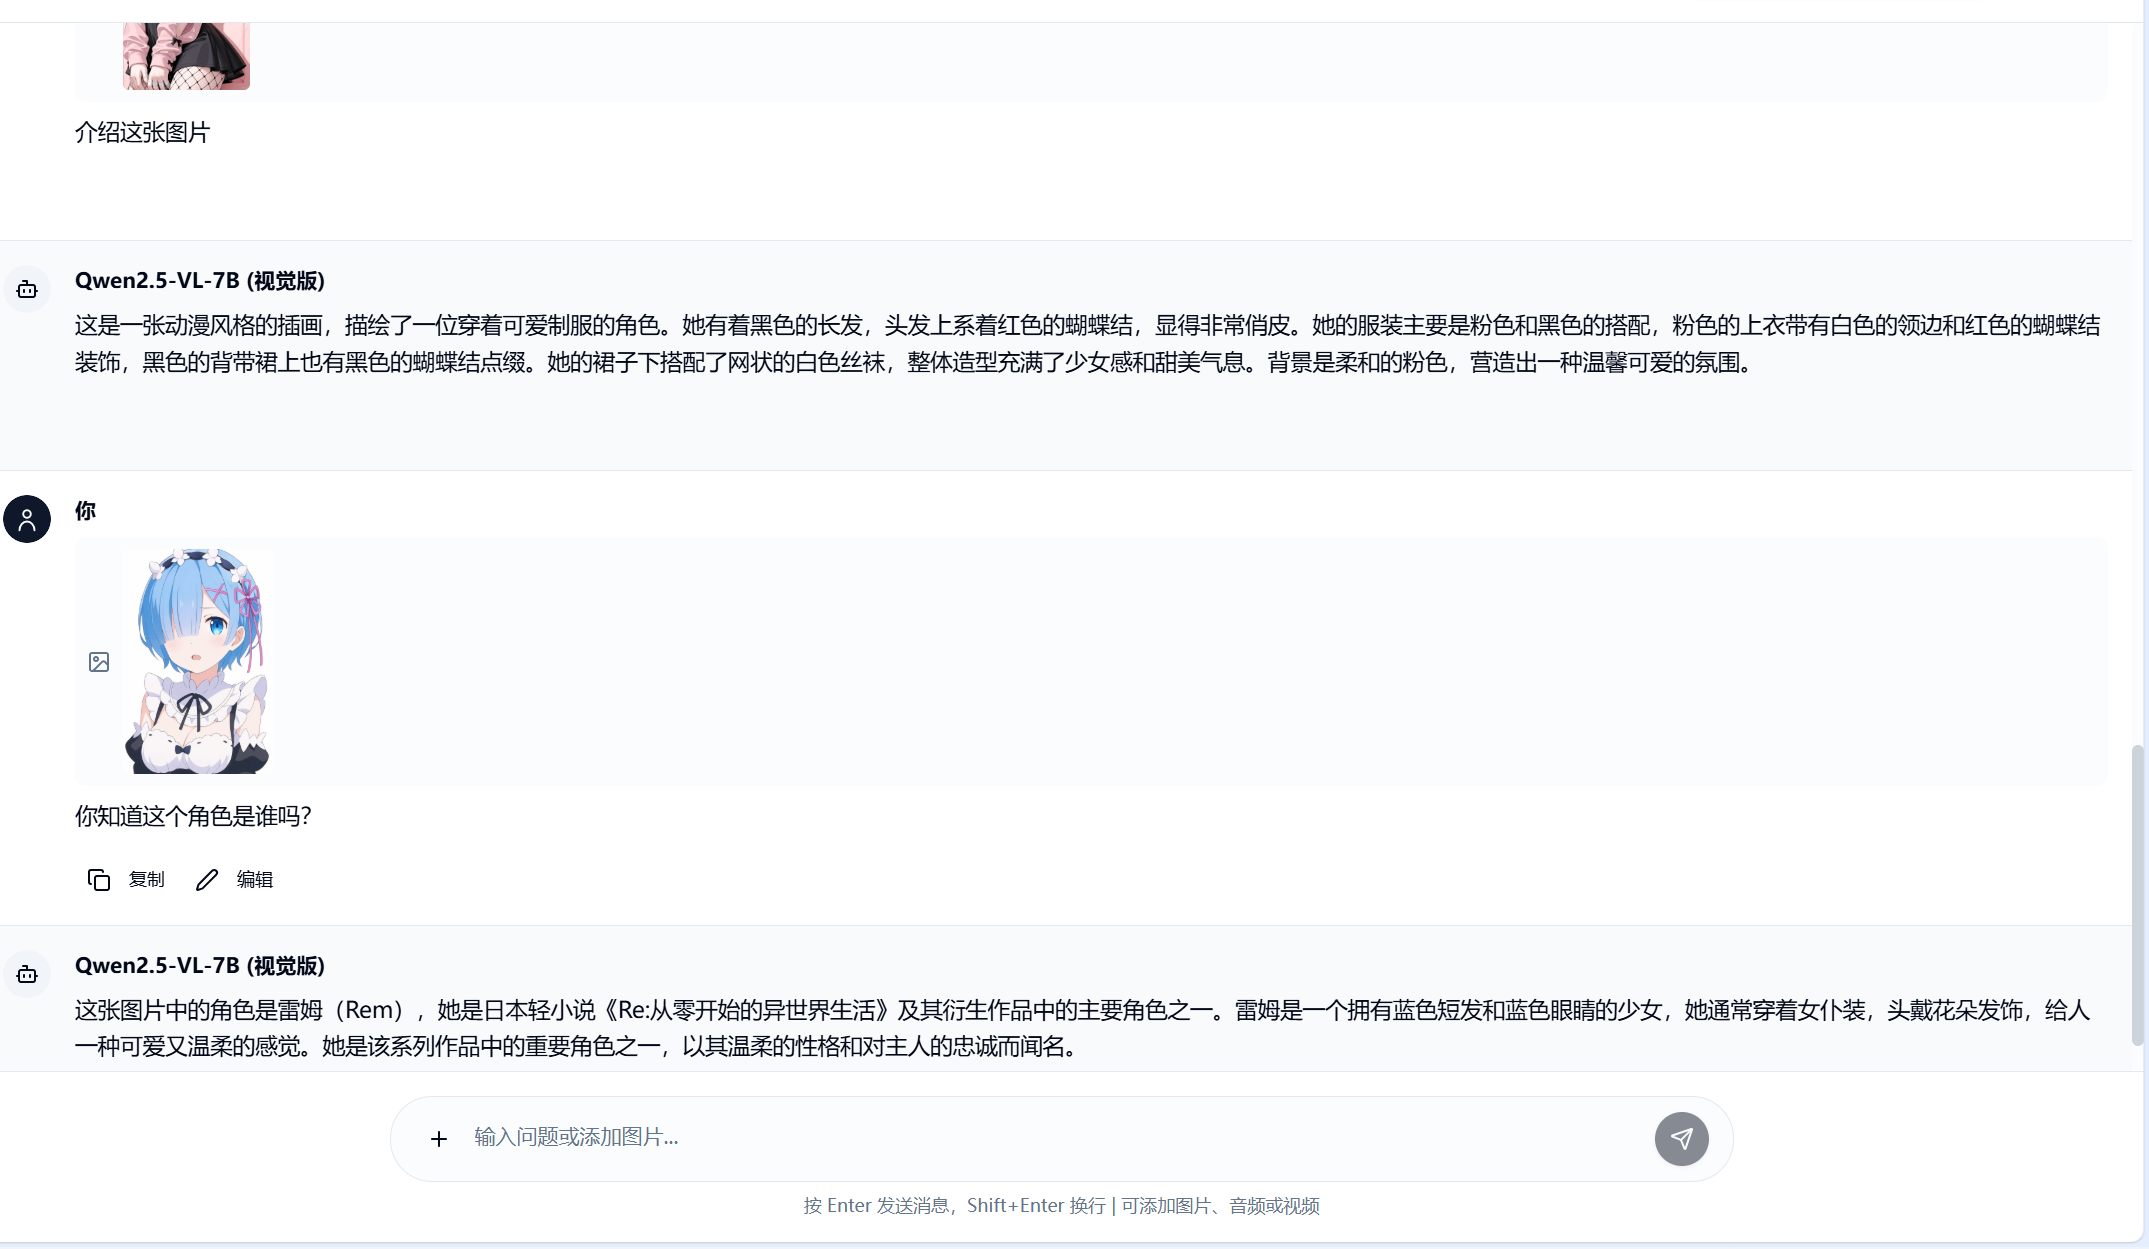 介绍这张图片
Qwen2.5-VL-7B (视觉版)
这是一张动漫风格的插画，描绘了一位穿着可爱制服的角色。她有着黑色的长发，头发上系着红色的蝴蝶结，显得非常俏皮。她的服装主要是粉色和黑色的搭配，粉色的上衣带有白色的领边和红色的蝴蝶结
装饰，黑色的背带裙上也有黑色的蝴蝶结点缀。她的裙子下搭配了网状的白色丝袜，整体造型充满了少女感和甜美气息。背景是柔和的粉色，营造出一种温馨可爱的氛围。
你
你知道这个角色是谁吗？
复制 编辑
Qwen2.5-VL-7B (视觉版)
这张图片中的角色是雷姆（Rem），她是日本轻小说《Re:从零开始的异世界生活》及其衍生作品中的主要角色之一。雷姆是一个拥有蓝色短发和蓝色眼睛的少女，她通常穿着女仆装，头戴花朵发饰，给人
一种可爱又温柔的感觉。她是该系列作品中的重要角色之一，以其温柔的性格和对主人的忠诚而闻名。
输入问题或添加图片...
按 Enter 发送消息，Shift+Enter 换行 | 可添加图片、音频或视频